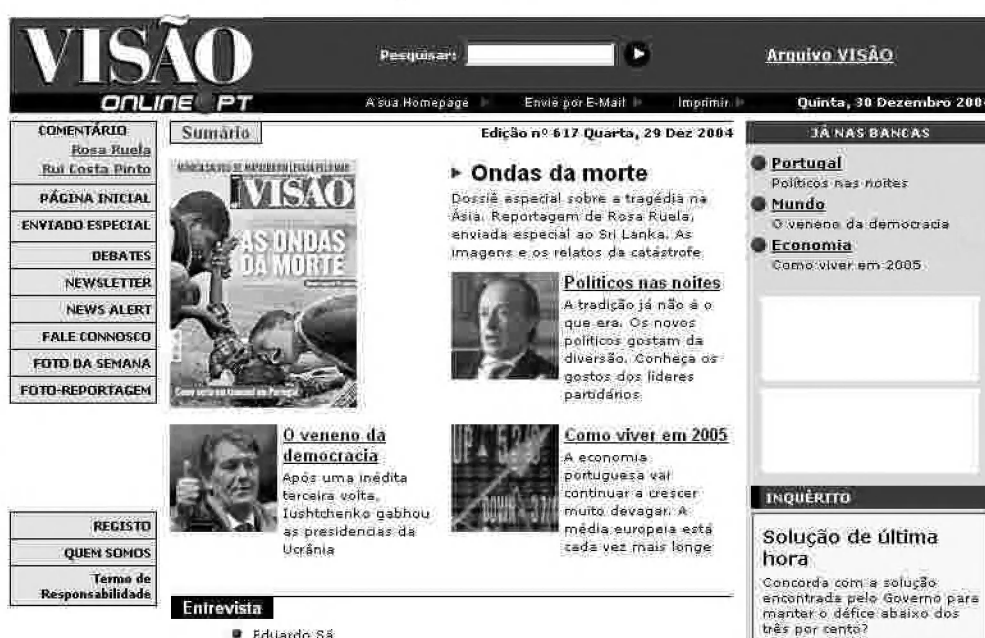 VISÃO
ONLINE PT
Pesquisar:
Arquivo VISÃO
A sua Homepage
Envie por E-Mail
Imprimir
Quinta, 30 Dezembro 200
COMENTÁRIO
Rosa Ruela
Rui Costa Pinto
PÁGINA INICIAL
ENVIADO ESPECIAL
DEBATES
NEWSLETTER
NEWS ALERT
FALE CONNOSCO
FOTO DA SEMANA
FOTO-REPORTAGEM
REGISTO
QUEM SOMOS
Termo de
Responsabilidade
Sumário
Edição nº 617 Quarta, 29 Dez 2004
VISÃO
AS ONDAS
DA MORTE
Ondas da morte
Dossiê especial sobre a tragédia na
Ásia. Reportagem de Rosa Ruela,
enviada especial ao Sri Lanka. As
imagens e os relatos da catástrofe
Políticos nas noites
A tradição já não é o
que era. Os novos
políticos gostam da
diversão. Conheça os
gostos dos líderes
partidários
O veneno da
democracia
Após uma inédita
terceira volta,
Iushtchenko gabhou
as presidencias da
Ucrânia
Como viver em 2005
A economia
portuguesa vai
continuar a crescer
muito devagar. A
média europeia está
cada vez mais longe
Entrevista
Eduardo Sá
JÁ NAS BANCAS
Portugal
Políticos nas noites
Mundo
O veneno da democracia
Economia
Como viver em 2005
INQUÉRITO
Solução de última
hora
Concorda com a solução
encontrada pelo Governo para
manter o défice abaixo dos
três por cento?